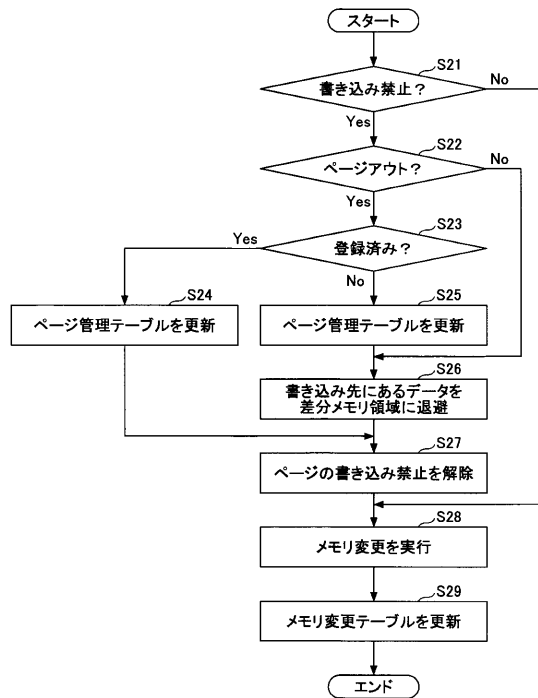 スタート
S21
書き込み禁止？
No
Yes
S22
ページアウト？
No
Yes
S23
登録済み？
Yes
No
S24
ページ管理テーブルを更新
S25
ページ管理テーブルを更新
S26
書き込み先にあるデータを
差分メモリ領域に退避
S27
ページの書き込み禁止を解除
S28
メモリ変更を実行
S29
メモリ変更テーブルを更新
エンド